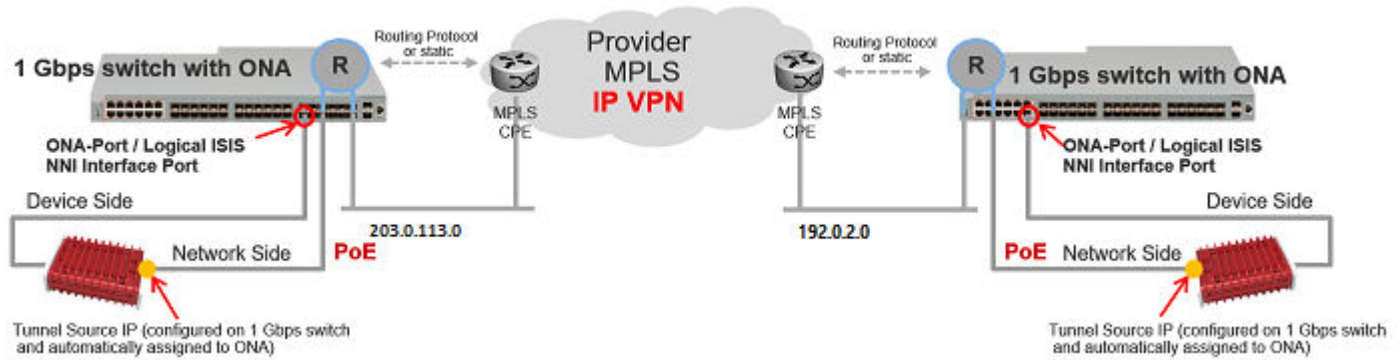 1 Gbps switch with ONA
R
Routing Protocol
or static
MPLS
CPE
Provider
MPLS
IP VPN
MPLS
CPE
Routing Protocol
or static
R
1 Gbps switch with ONA
ONA-Port / Logical ISIS
NNI Interface Port
ONA-Port / Logical ISIS
NNI Interface Port
Device Side
Device Side
203.0.113.0
192.0.2.0
Network Side
PoE
PoE
Network Side
Tunnel Source IP (configured on 1 Gbps switch
and automatically assigned to ONA)
Tunnel Source IP (configured on 1 Gbps switch
and automatically assigned to ONA)